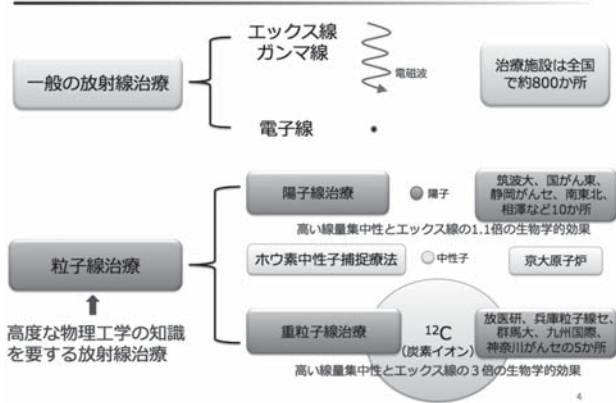 エックス線
ガンマ線
電磁波
一般の放射線治療
治療施設は全国
で約800か所
電子線
陽子線治療
陽子
筑波大、国がん東、
静岡がんセ、南東北、
相澤など10か所
高い線量集中性とエックス線の1.1倍の生物学的効果
粒子線治療
ホウ素中性子捕捉療法
中性子
京大原子炉
高度な物理工学の知識
を要する放射線治療
重粒子線治療
12C
(炭素イオン)
放医研、兵庫粒子線セ、
群馬大、九州国際、
神奈川がんセの5か所
高い線量集中性とエックス線の3倍の生物学的効果
4